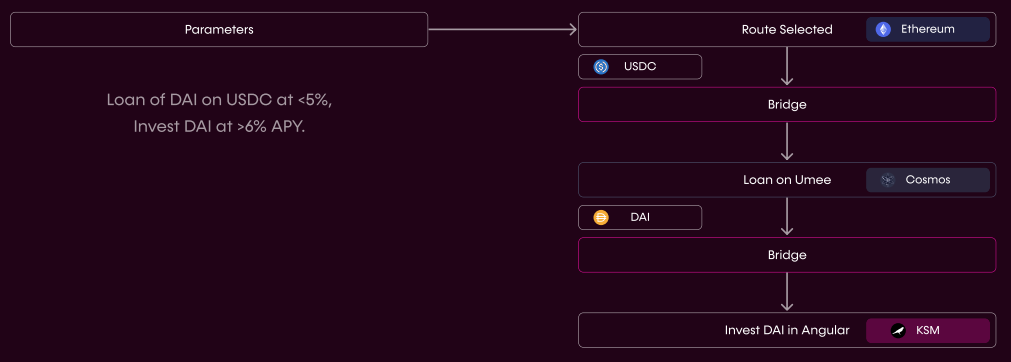 Parameters
Loan of DAI on USDC at <5%,
Invest DAI at >6% APY.
Route Selected Ethereum
USDC
Bridge
Loan on Umee Cosmos
DAI
Bridge
Invest DAI in Angular KSM